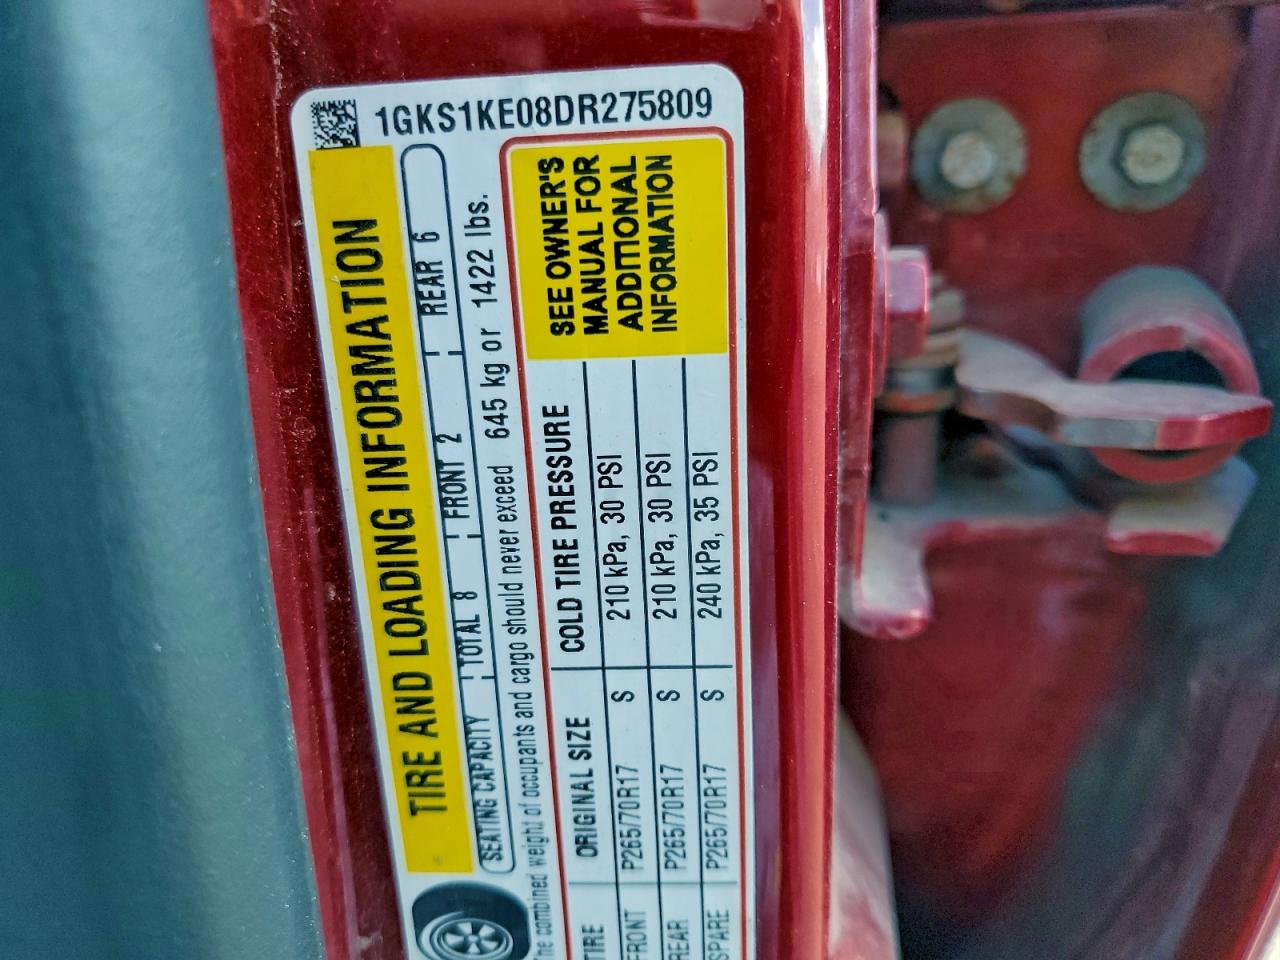 1GKS1KE08DR275809
TIRE AND LOADING INFORMATION
SEATING CAPACITY TOTAL 8 FRONT 2 REAR 6
The combined weight of occupants and cargo should never exceed 645 kg or 1422 lbs.
TIRE ORIGINAL SIZE COLD TIRE PRESSURE
FRONT P265/70R17 S 210 kPa, 30 PSI
REAR P265/70R17 S 210 kPa, 30 PSI
SPARE P265/70R17 S 240 kPa, 35 PSI
SEE OWNER'S
MANUAL FOR
ADDITIONAL
INFORMATION